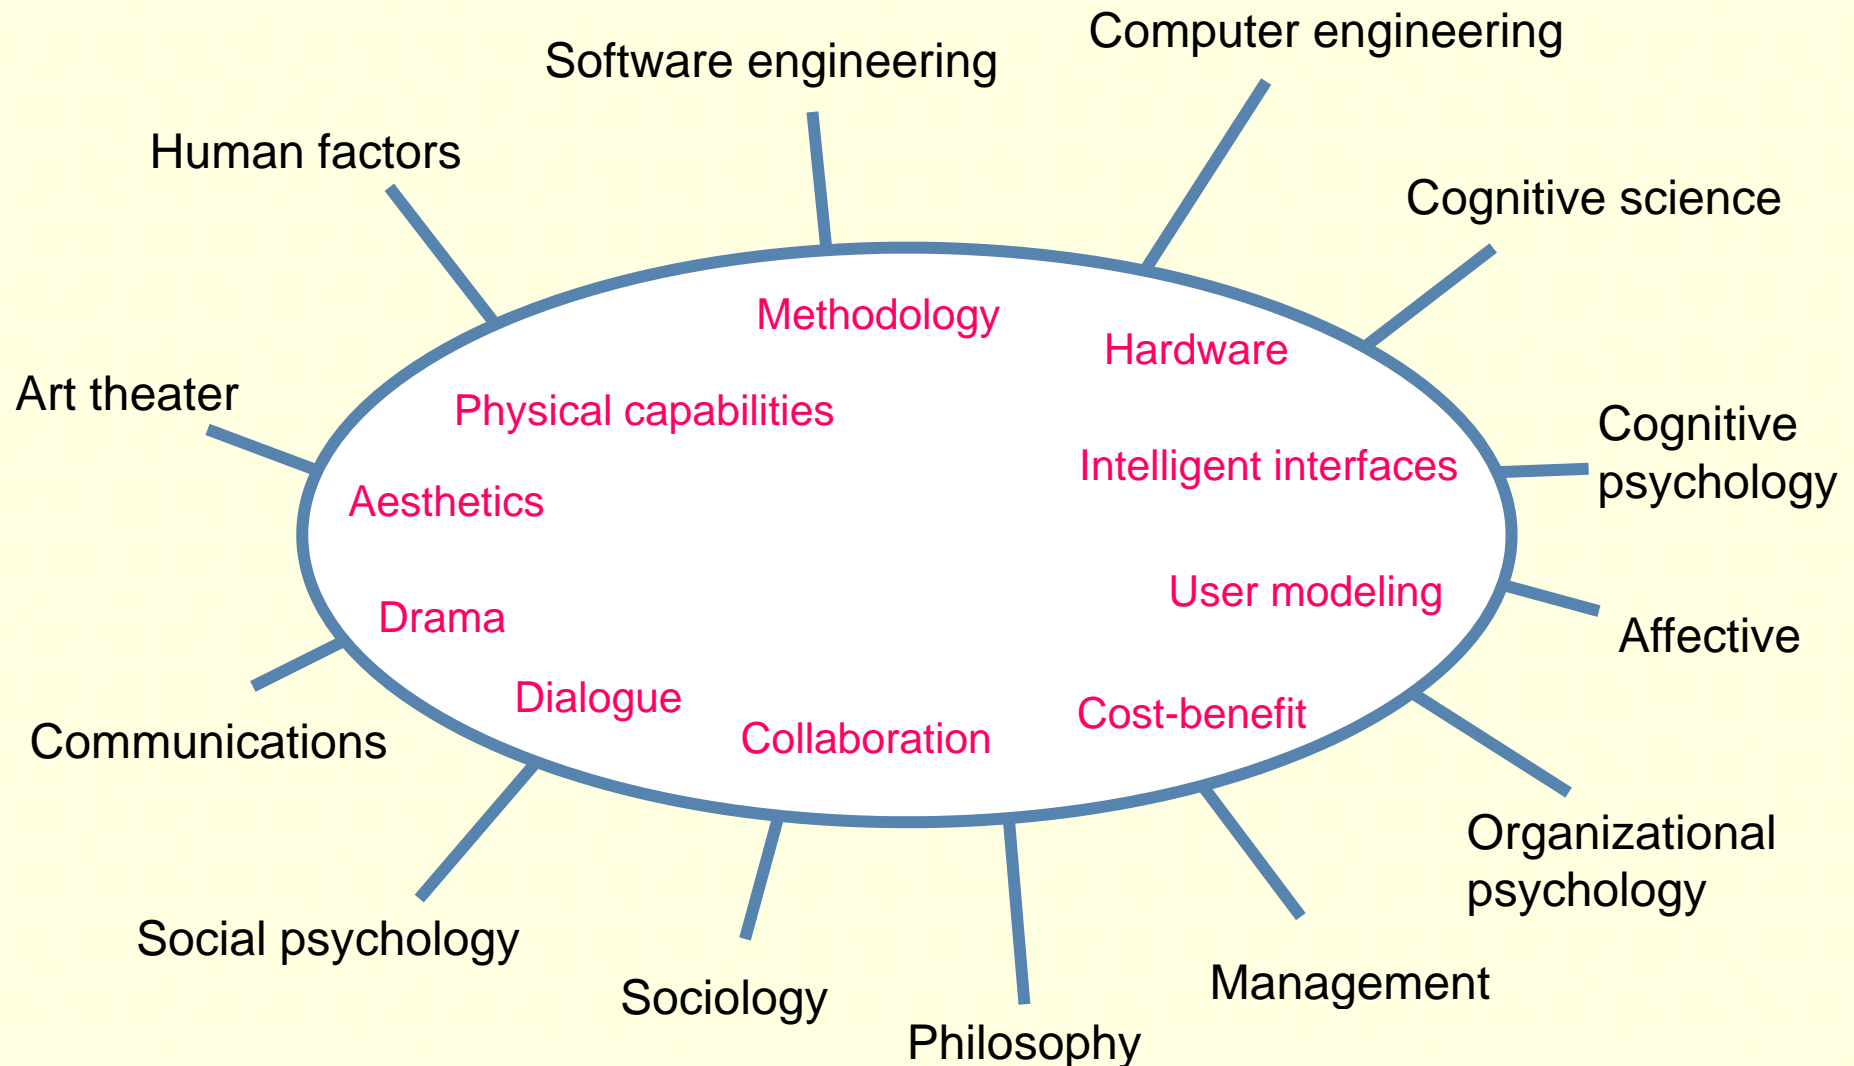 Computer engineering
Software engineering
Human factors
Cognitive science
Methodology
Hardware
Art theater
Physical capabilities
Cognitive
psychology
Intelligent interfaces
Aesthetics
User modeling
Drama
Affective
Dialogue
Cost-benefit
Collaboration
Communications
Organizational
psychology
Social psychology
Management
Sociology
Philosophy